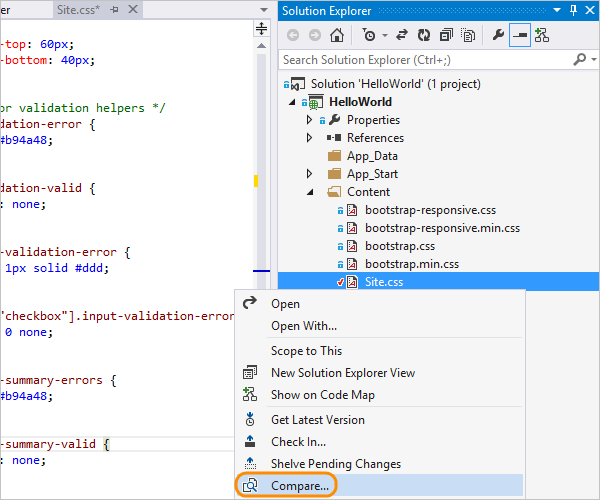 er
Site.css*
-top: 60px;
-bottom: 40px;
or validation helpers */
dation-error {
#b94a48;
dation-valid {
: none;
-validation-error {
1px solid #ddd;
"checkbox"].input-validation-erro
0 none;
-summary-errors {
#b94a48;
-summary-valid {
: none;
Solution Explorer
Search Solution Explorer (Ctrl+;)
Solution 'HelloWorld' (1 project)
HelloWorld
Properties
References
App_Data
App_Start
Content
bootstrap-responsive.css
bootstrap-responsive.min.css
bootstrap.css
bootstrap.min.css
Site.css
Open
Open With...
Scope to This
New Solution Explorer View
Show on Code Map
Get Latest Version
Check In...
Shelve Pending Changes
Compare...